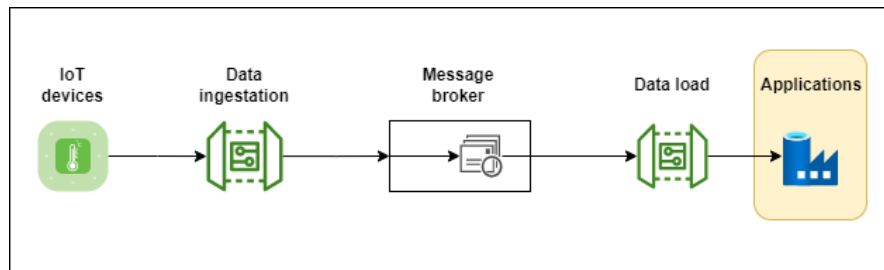 IoT
devices
Data
ingestation
Message
broker
Data load
Applications